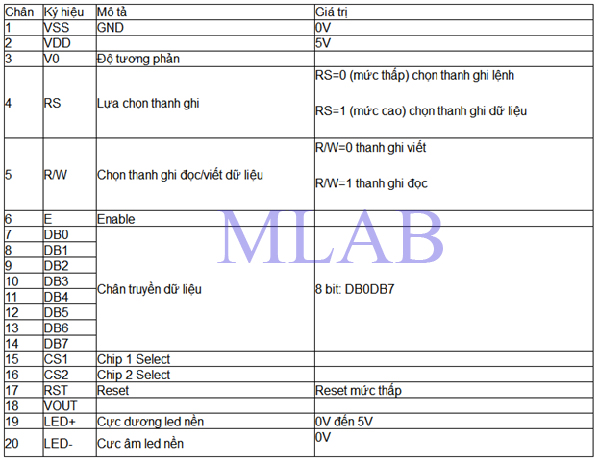 Chân Ký hiệu Mô tả Giá trị
1 VSS GND 0V
2 VDD 5V
3 V0 Độ tương phản
RS=0 (mức thấp) chọn thanh ghi lệnh
4 RS Lưa chọn thanh ghi
RS=1 (mức cao) chọn thanh ghi dữ liệu
R/W=0 thanh ghi viết
5 R/W Chọn thanh ghi đọc/viết dữ liệu
R/W=1 thanh ghi đọc
6 E Enable
MLAB
7 DB0
8 DB1
9 DB2
10 DB3
Chân truyền dữ liệu 8 bit: DB0DB7
11 DB4
12 DB5
13 DB6
14 DB7
15 CS1 Chip 1 Select
16 CS2 Chip 2 Select
17 RST Reset Reset mức thấp
18 VOUT
19 LED+ Cực dương led nền 0V đến 5V
20 LED- Cưc âm led nền 0V